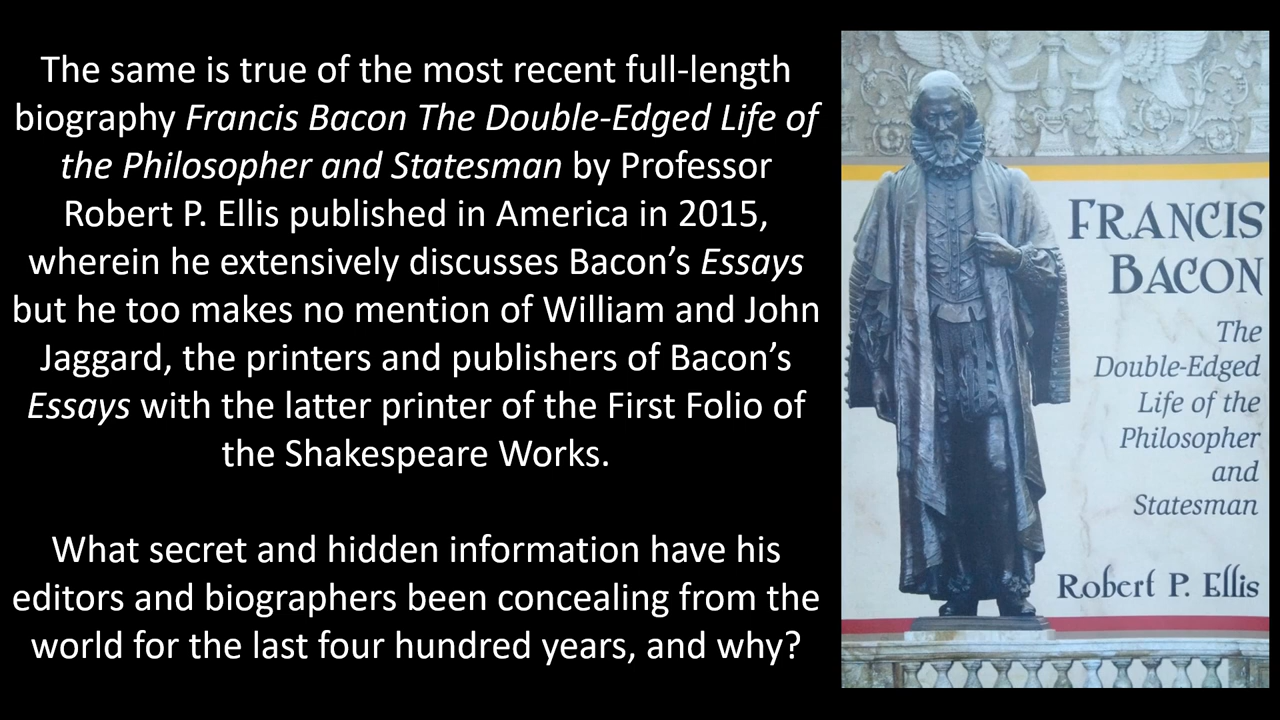 The same is true of the most recent full-length
biography Francis Bacon The Double-Edged Life of
the Philosopher and Statesman by Professor
Robert P. Ellis published in America in 2015,
wherein he extensively discusses Bacon’s Essays
but he too makes no mention of William and John
Jaggard, the printers and publishers of Bacon’s
Essays with the latter printer of the First Folio of
the Shakespeare Works.
What secret and hidden information have his
editors and biographers been concealing from the
world for the last four hundred years, and why?
FRANCIS
BACON
The
Double-Edged
Life of the
Philosopher
and
Statesman
Robert P. Ellis